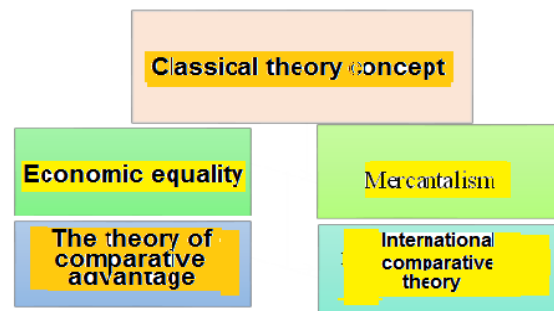 Classical theory concept
Economic equality
Mercantalism
The theory of
comparative
advantage
International
comparative
theory